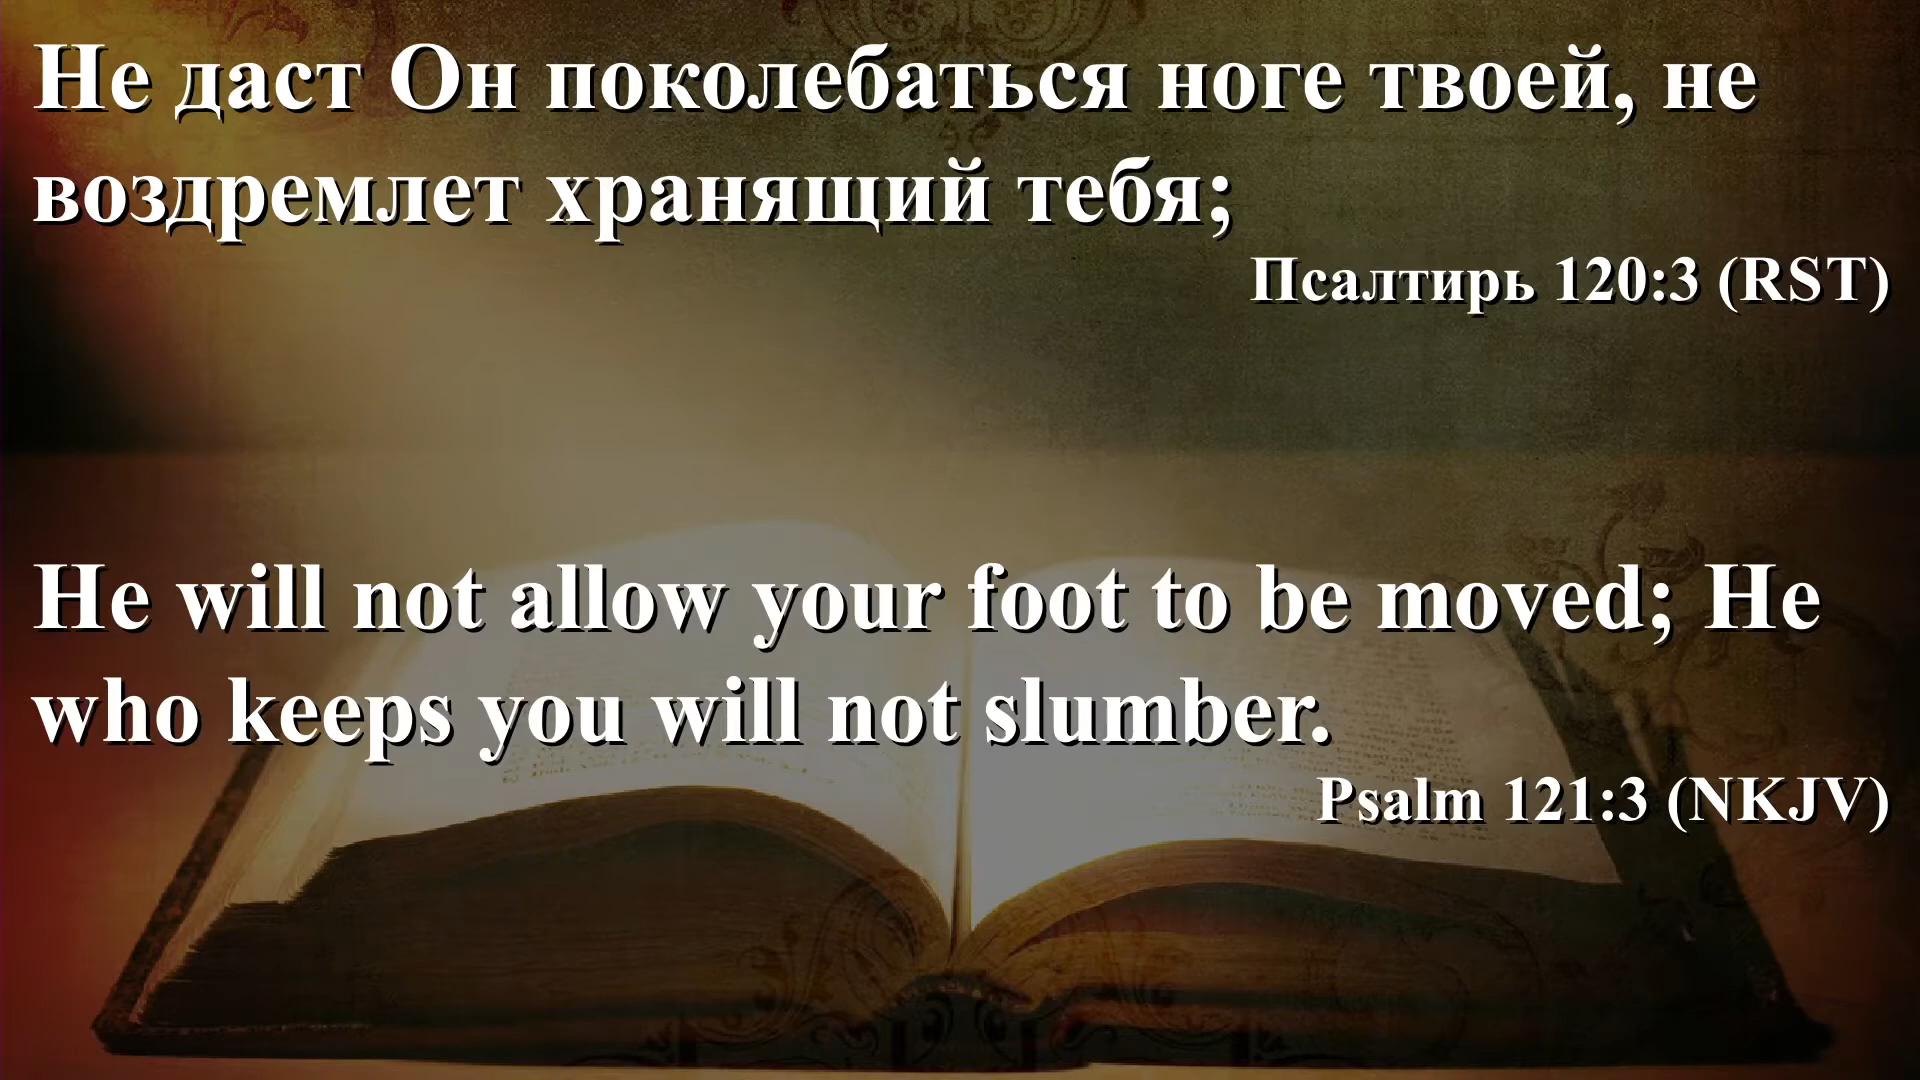 Не даст Он поколебаться ноге твоей, не
воздремлет хранящий тебя;
Псалтирь 120:3 (RST)
He will not allow your foot to be moved; He
who keeps you will not slumber.
Psalm 121:3 (NKJV)